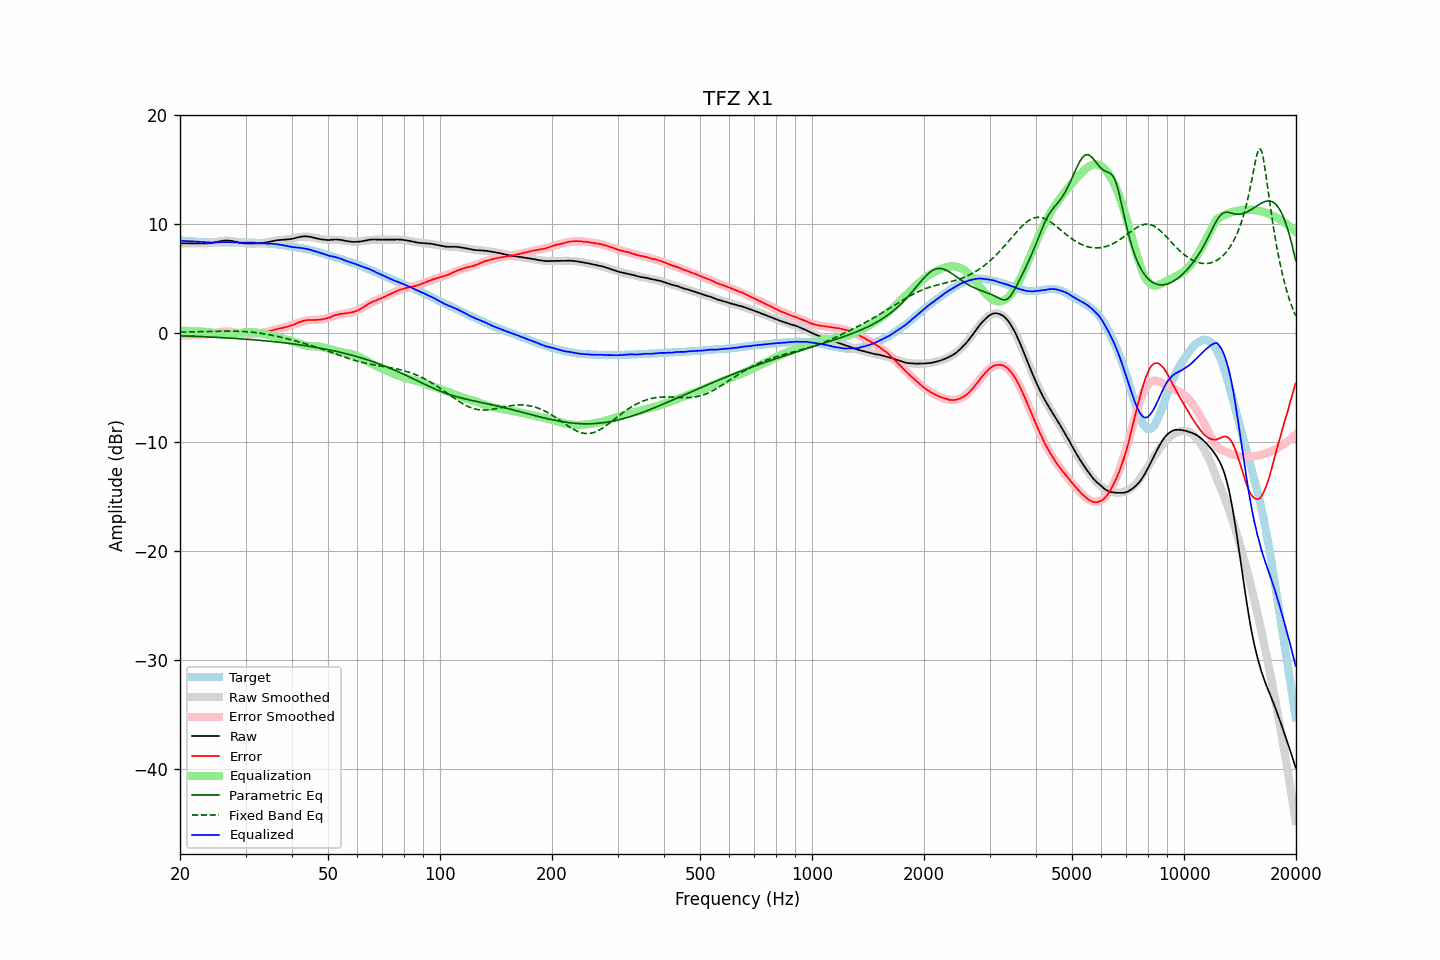 TFZ X1
20
10
0
−10
−20
−30
−40
Amplitude (dBr)
Target
Raw Smoothed
Error Smoothed
Raw
Error
Equalization
Parametric Eq
Fixed Band Eq
Equalized
20 50 100 200 500 1000 2000 5000 10000 20000
Frequency (Hz)